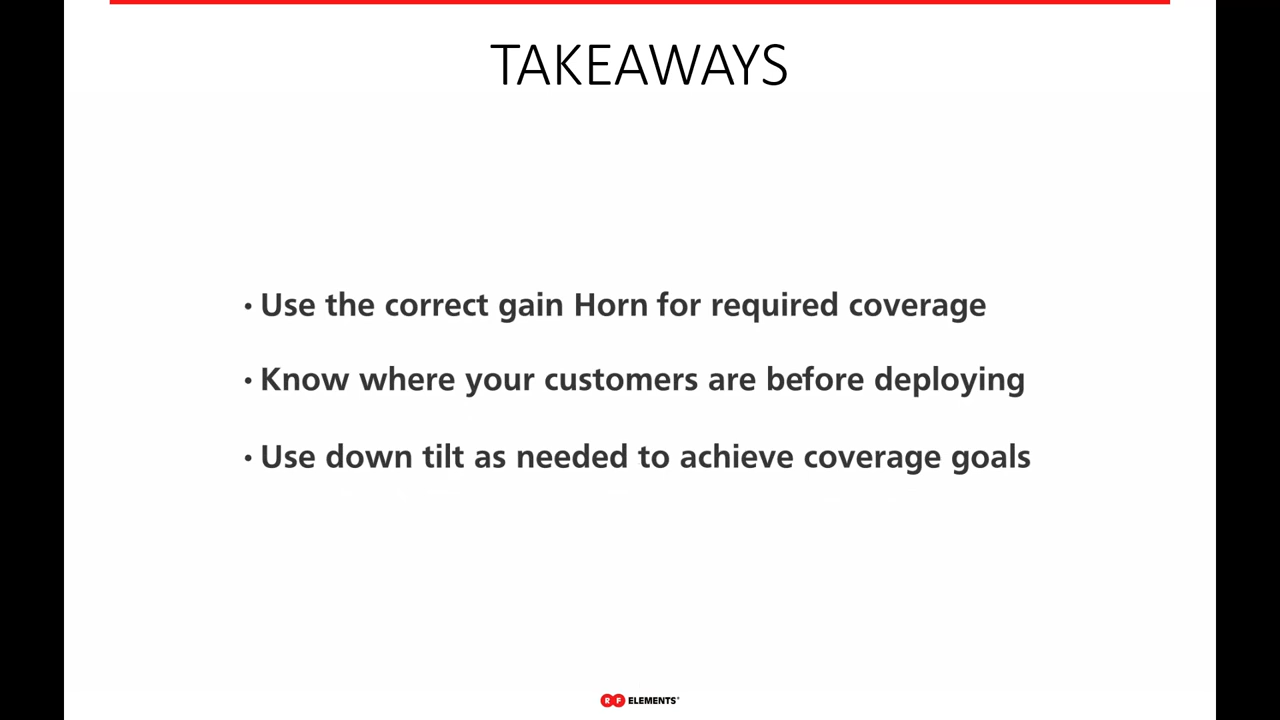 TAKEAWAYS
• Use the correct gain Horn for required coverage
• Know where your customers are before deploying
• Use down tilt as needed to achieve coverage goals
RF ELEMENTS®